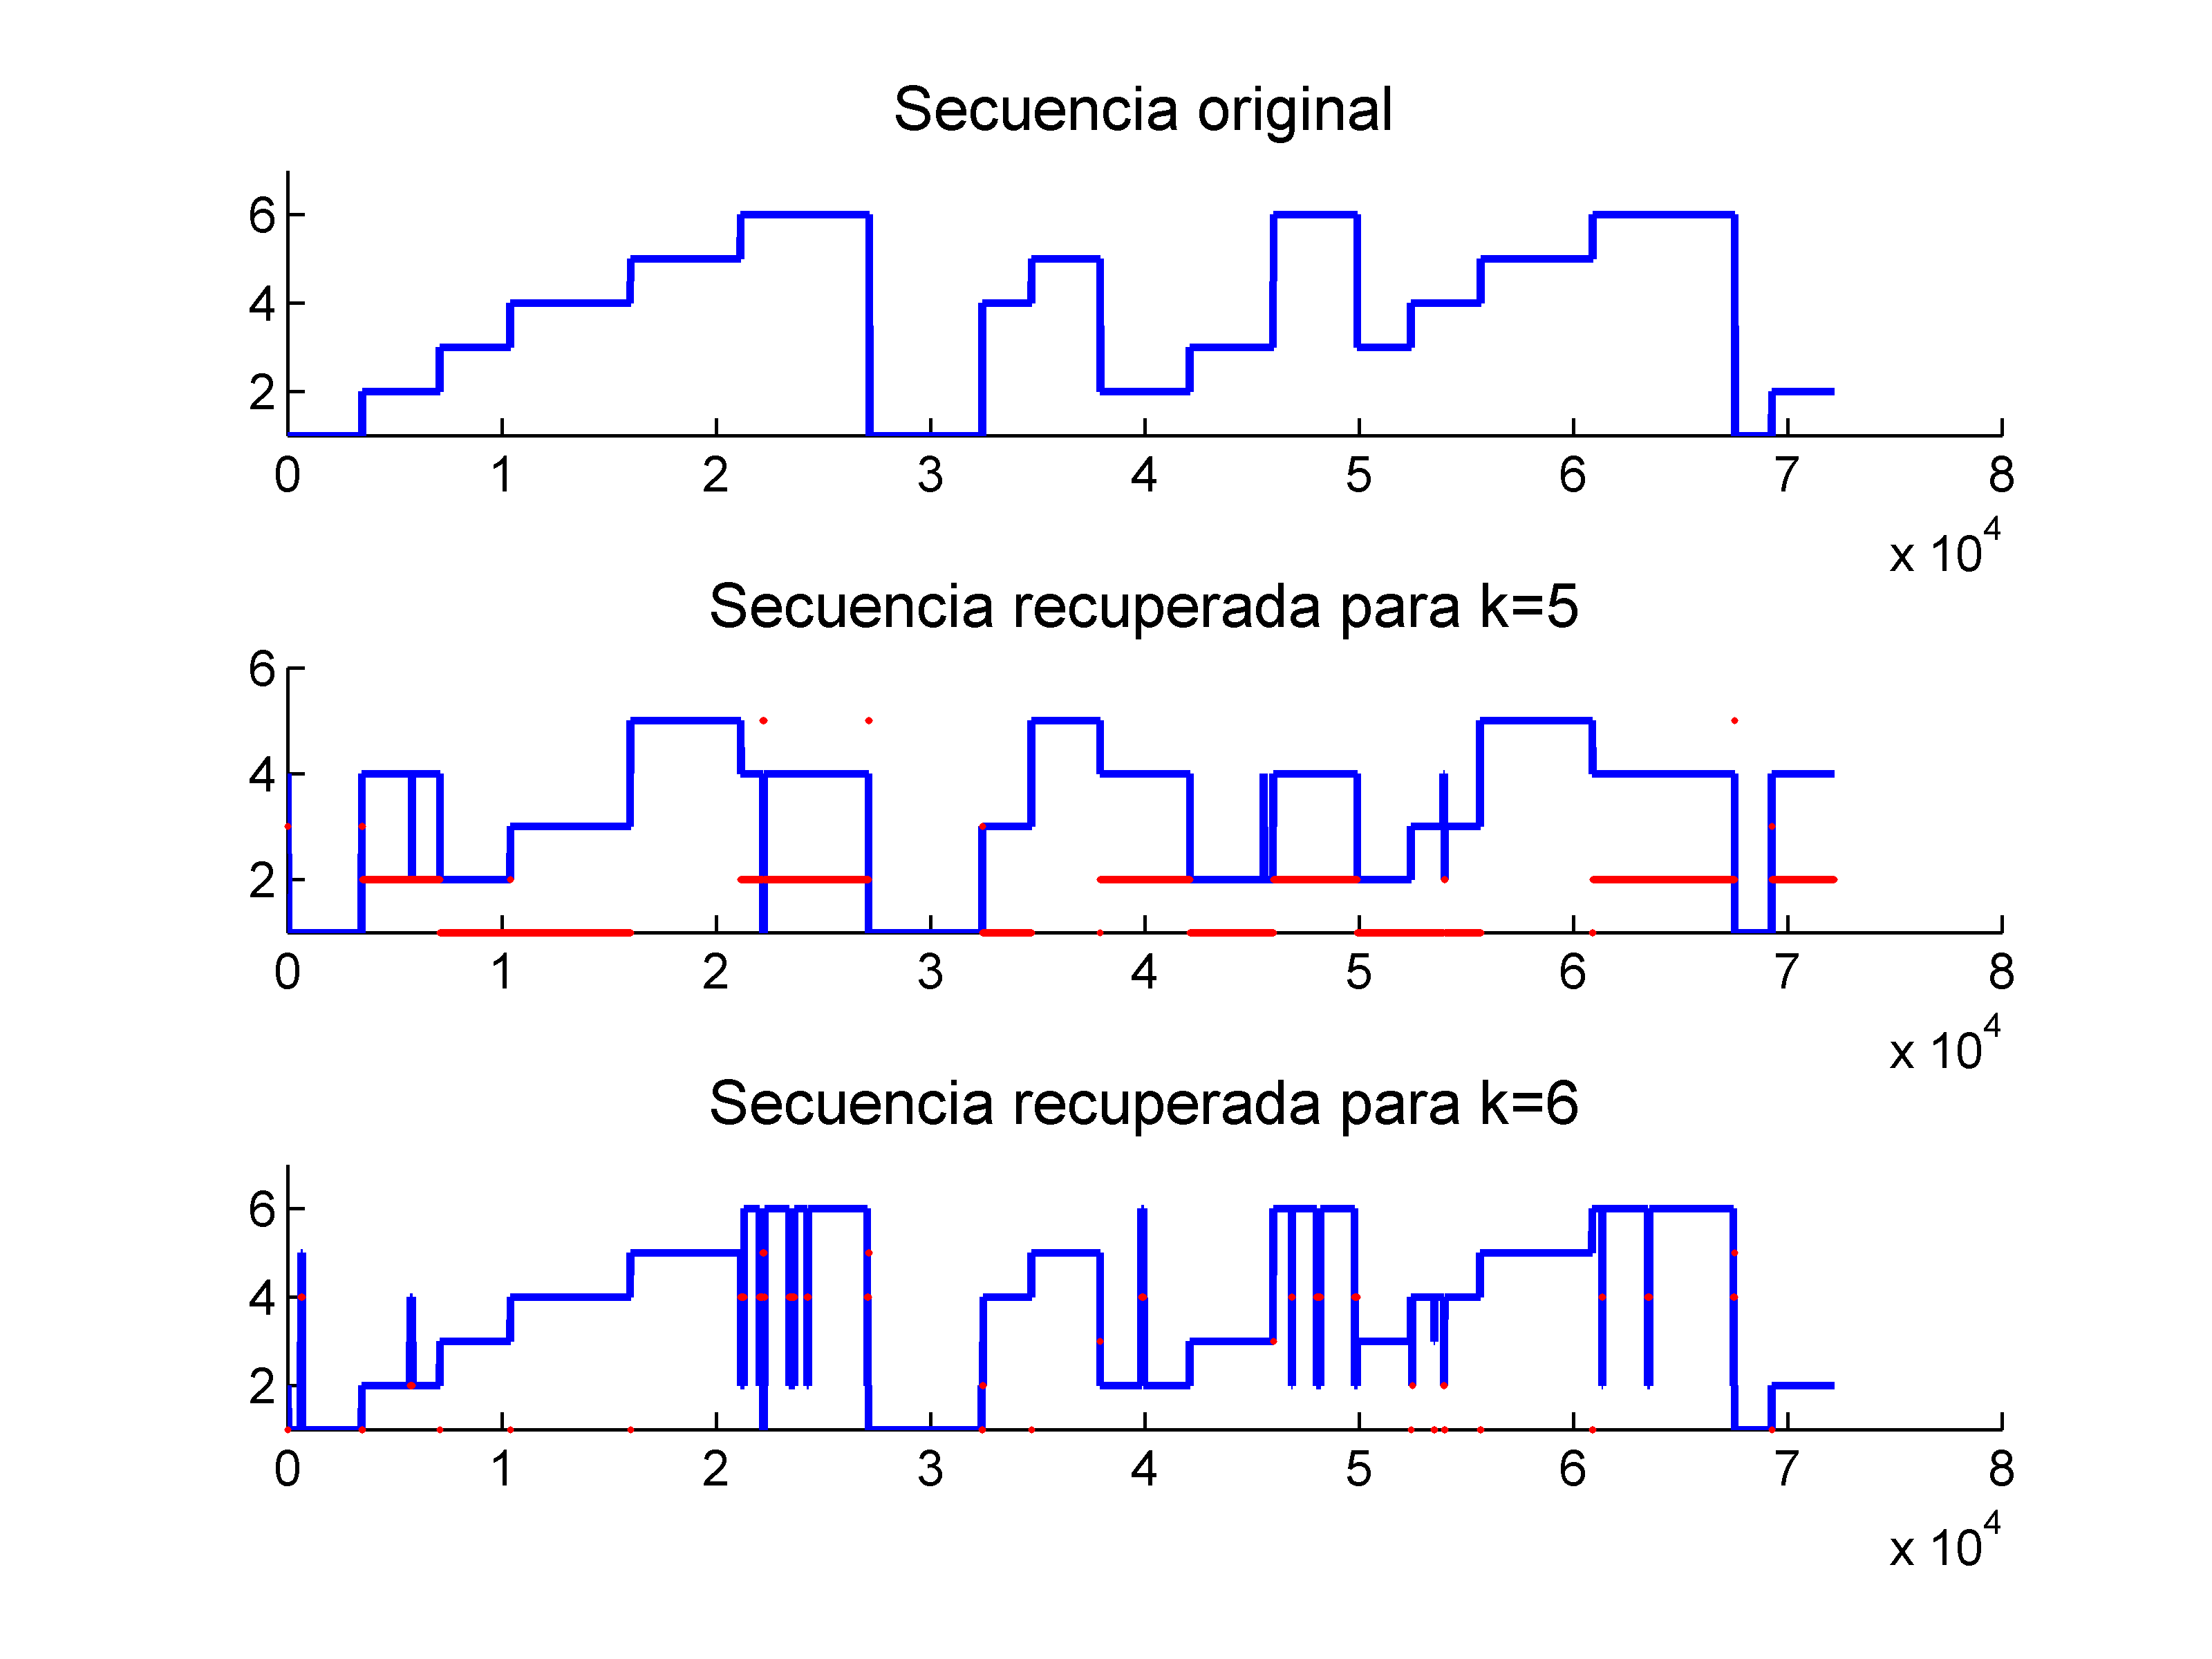 Secuencia original
6
4
2
0 1 2 3 4 5 6 7 8
x 10^4
Secuencia recuperada para k=5
6
4
2
0 1 2 3 4 5 6 7 8
x 10^4
Secuencia recuperada para k=6
6
4
2
0 1 2 3 4 5 6 7 8
x 10^4